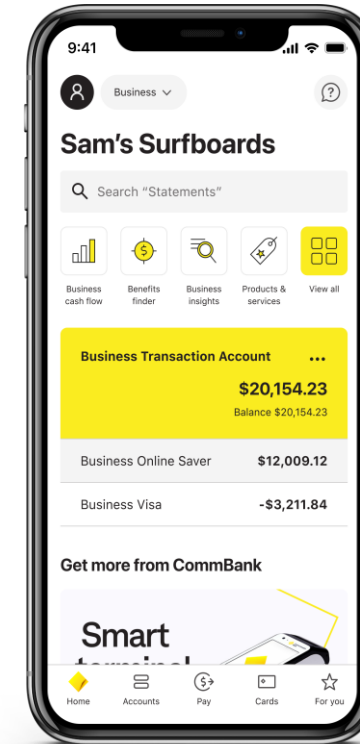 9:41
Business
Sam's Surfboards
Search "Statements"
Business cash flow
Benefits finder
Business insights
Products & services
View all
Business Transaction Account
$20,154.23
Balance $20,154.23
Business Online Saver $12,009.12
Business Visa -$3,211.84
Get more from CommBank
Smart
terminal
Home Accounts Pay Cards For you